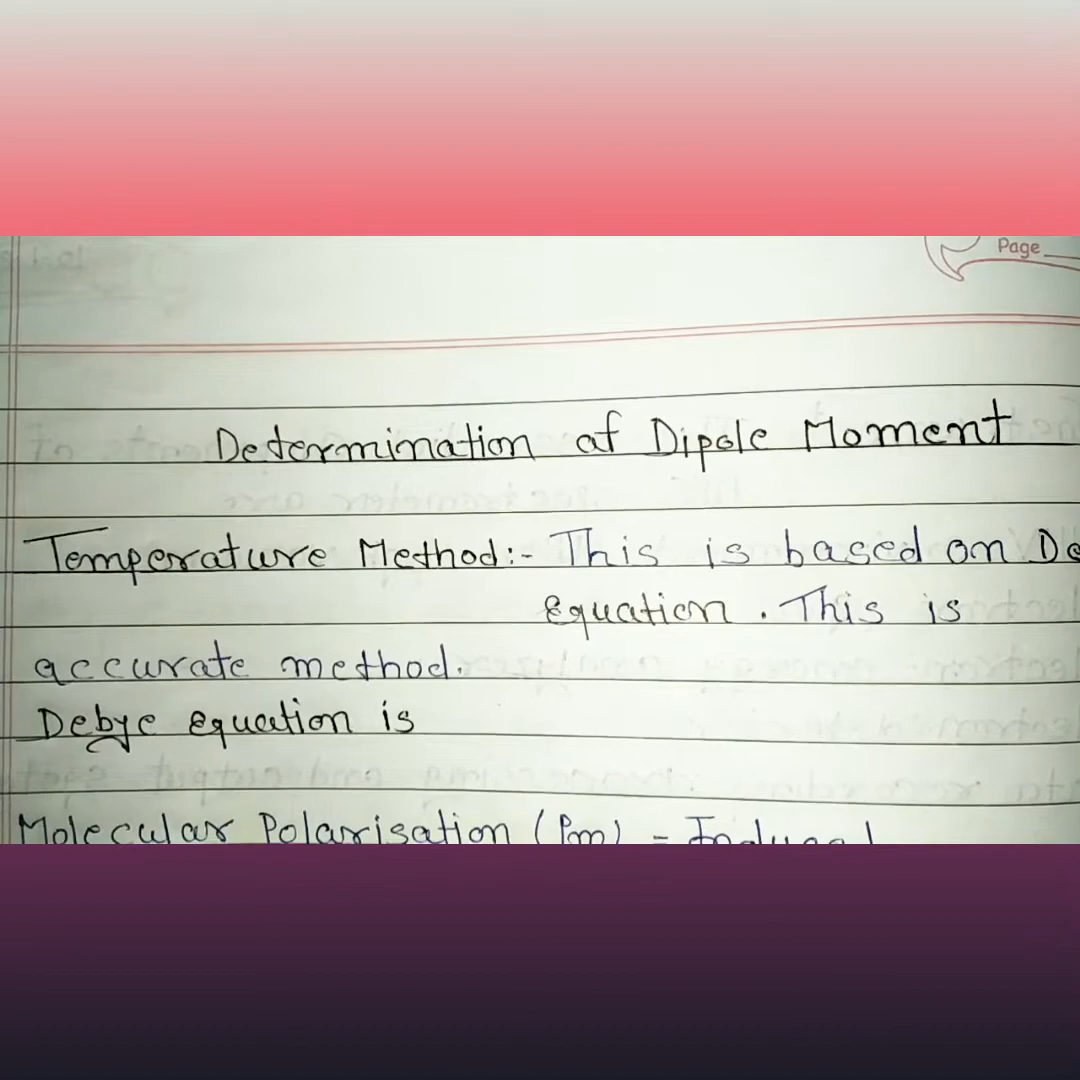 Page
Determination of Dipole Moment
Temperature Method:- This is based on
Equation. This is
accurate method.
Debye equation is
Molecular Polarisation (Pm) = Induced